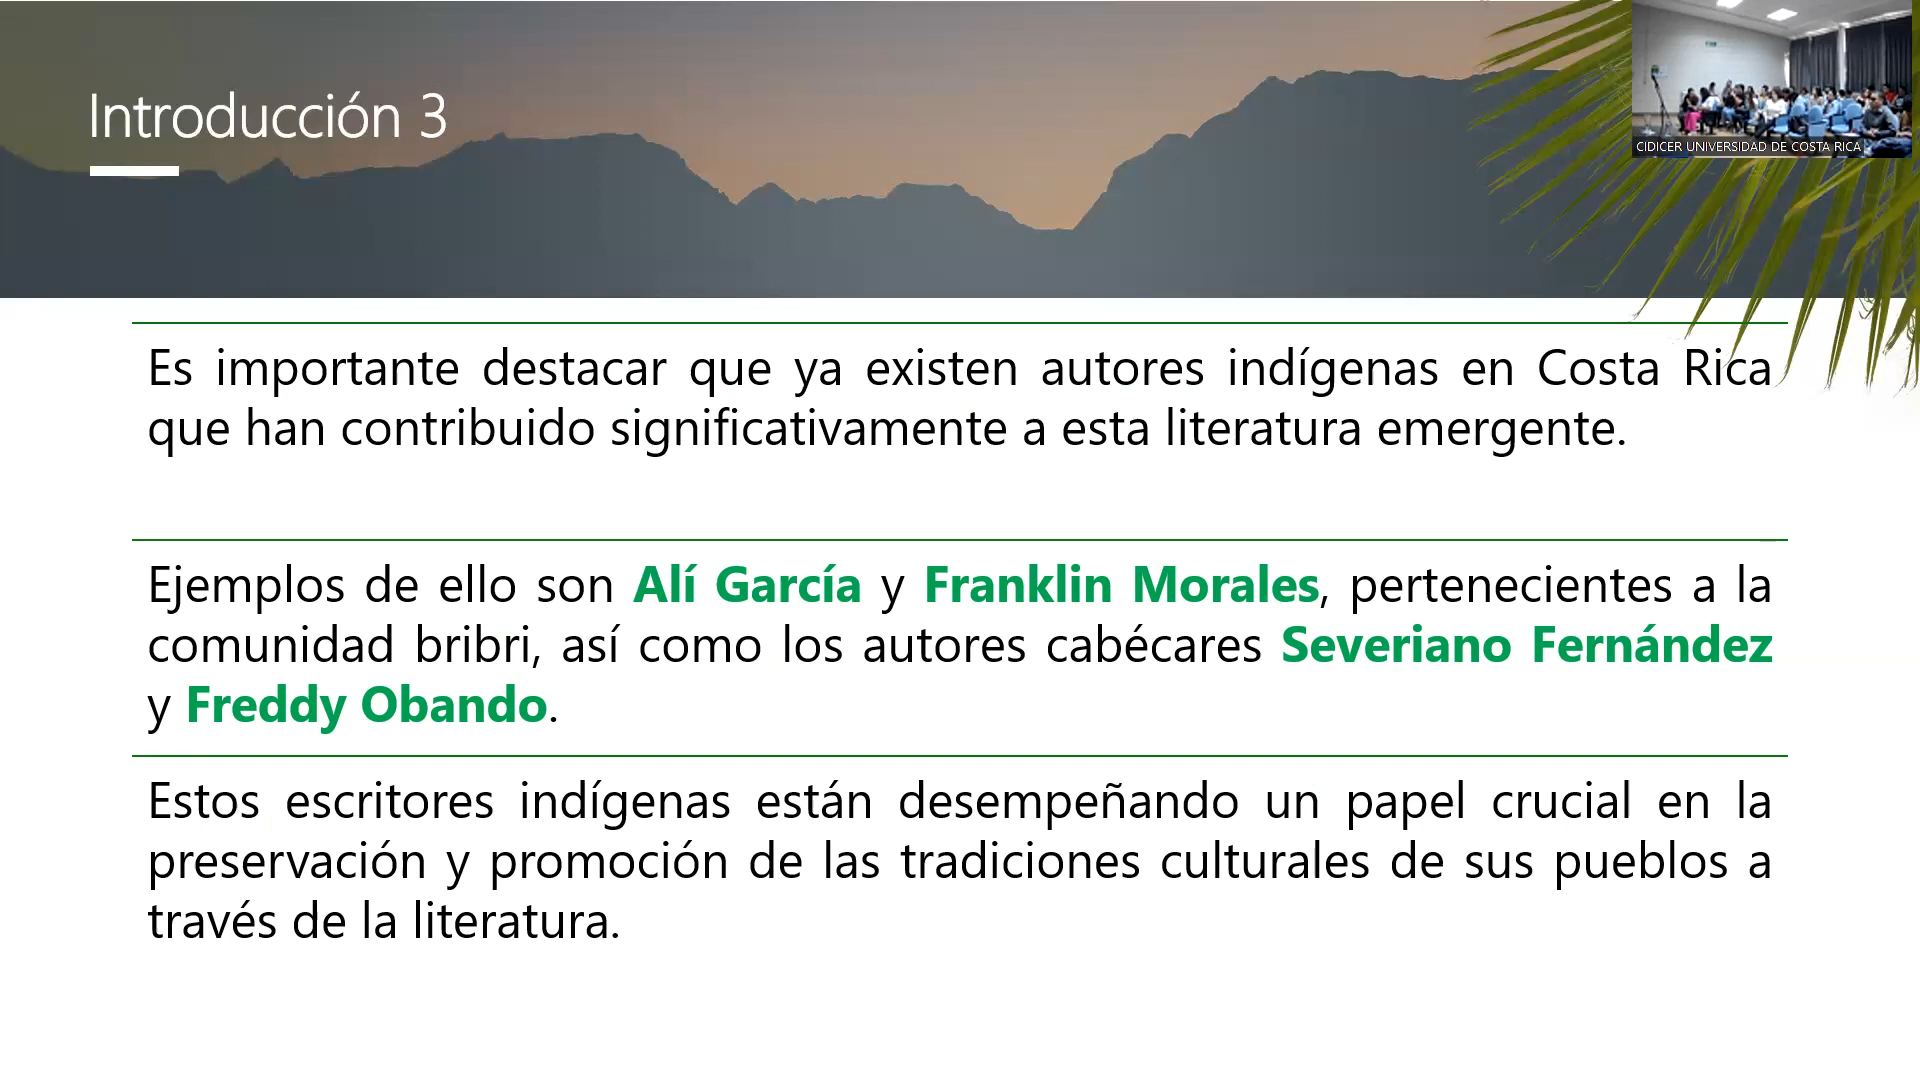 Introducción 3
CIDICER UNIVERSIDAD DE COSTA RICA
Es importante destacar que ya existen autores indígenas en Costa Rica
que han contribuido significativamente a esta literatura emergente.
Ejemplos de ello son Alí García y Franklin Morales, pertenecientes a la
comunidad bribri, así como los autores cabécares Severiano Fernández
y Freddy Obando.
Estos escritores indígenas están desempeñando un papel crucial en la
preservación y promoción de las tradiciones culturales de sus pueblos a
través de la literatura.